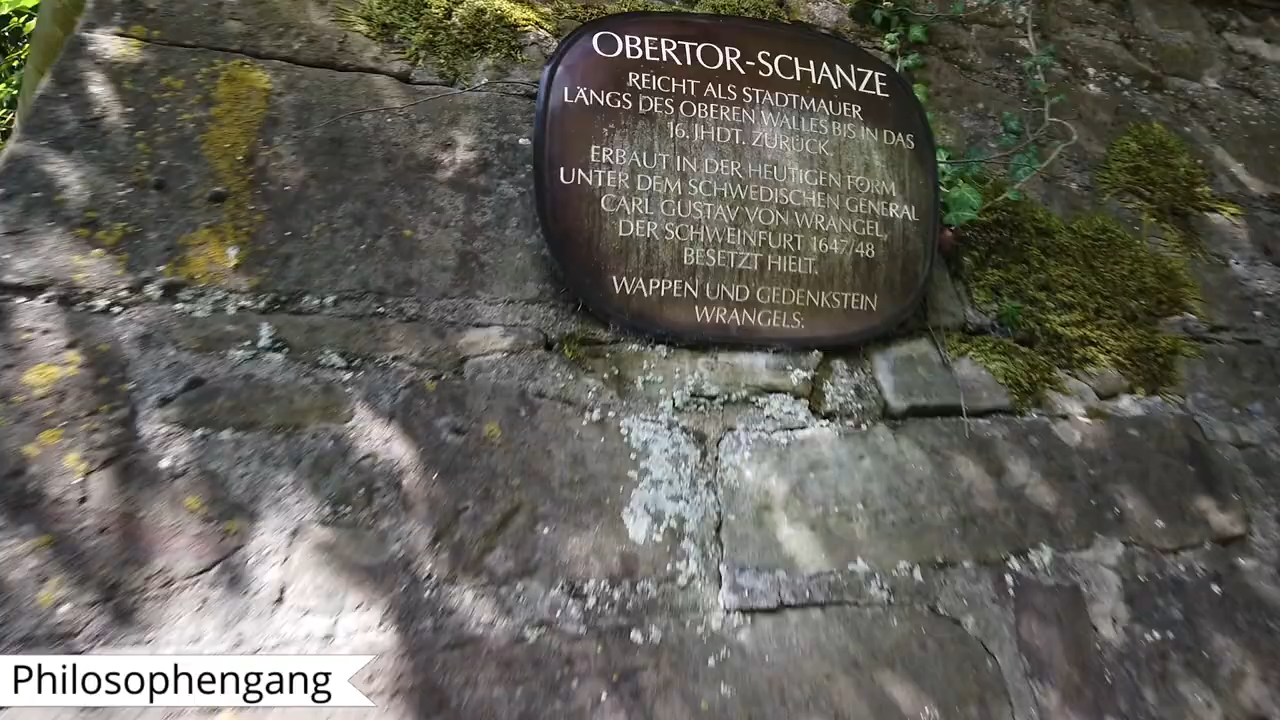 OBERTOR-SCHANZE
REICHT ALS STADTMAUER
LÄNGS DES OBEREN WALLES BIS IN DAS
16. JHDT. ZURÜCK.
ERBAUT IN DER HEUTIGEN FORM
UNTER DEM SCHWEDISCHEN GENERAL
CARL GUSTAV VON WRANGEL,
DER SCHWEINFURT 1647/48
BESETZT HIELT.
WAPPEN UND GEDENKSTEIN
WRANGELS:
Philosophengang